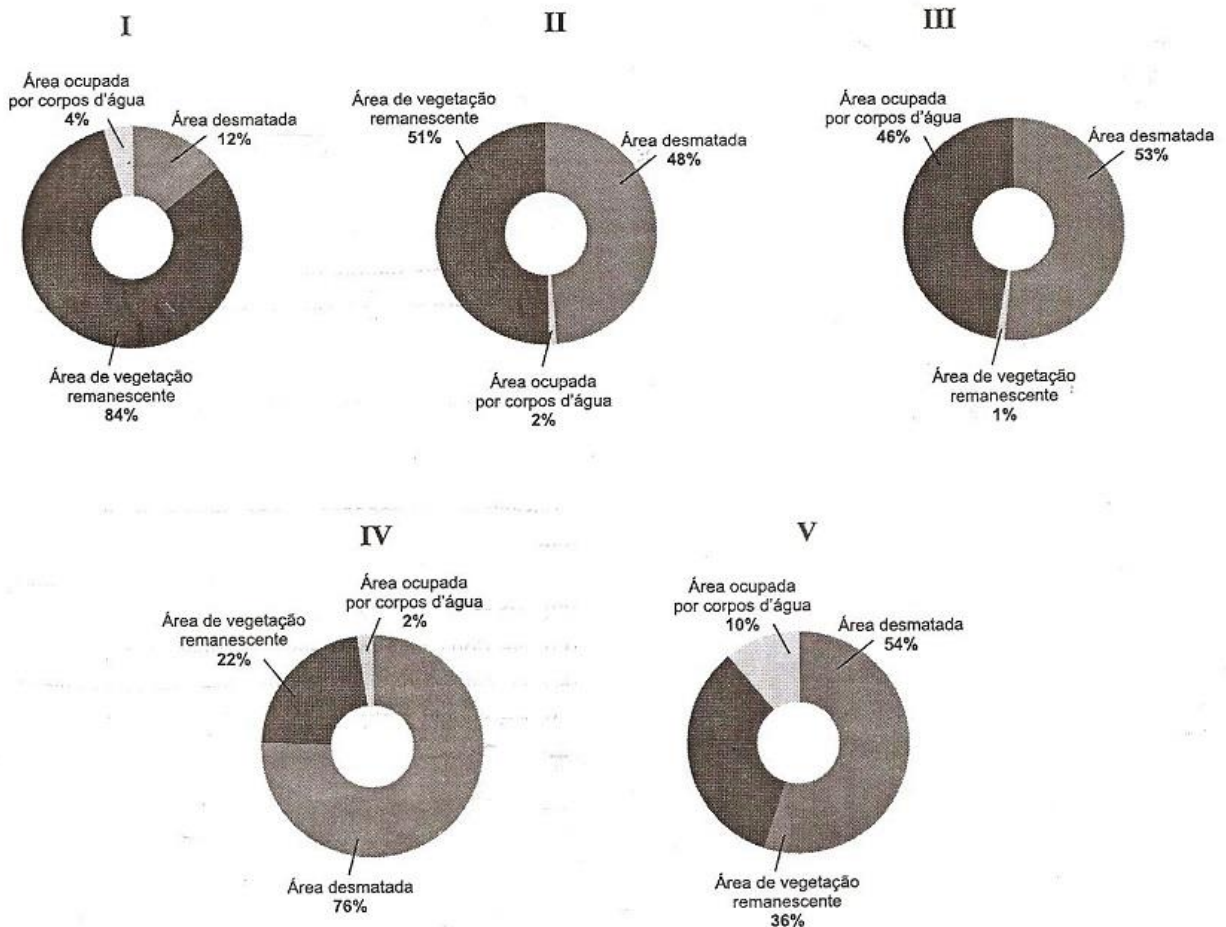 I
Área ocupada
por corpos d'água
4%
Área desmatada
12%
Área de vegetação
remanescente
84%
II
Área de vegetação
remanescente
51%
Área desmatada
48%
Área ocupada
por corpos d'água
2%
III
Área ocupada
por corpos d'água
46%
Área desmatada
53%
Área de vegetação
remanescente
1%
IV
Área de vegetação
remanescente
22%
Área ocupada
por corpos d'água
2%
Área desmatada
76%
V
Área ocupada
por corpos d'água
10%
Área desmatada
54%
Área de vegetação
remanescente
36%